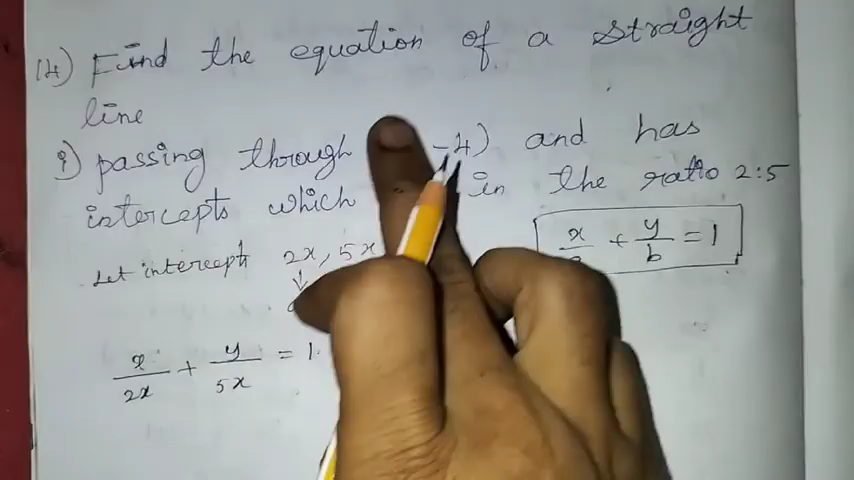 14) Find the equation of a straight
line
i) passing through -4) and has
intercepts which in the ratio 2:5
Let intercept 2x, 5x
x/ + y/b = 1
x/2x + y/5x = 1.